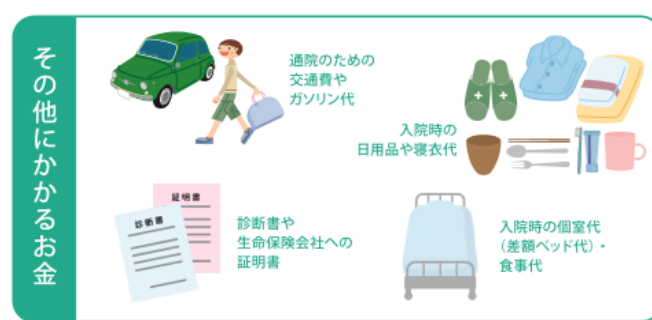 その他にかかるお金
通院のための
交通費や
ガソリン代
入院時の
日用品や寝衣代
証明書
診断書
診断書や
生命保険会社への
証明書
入院時の個室代
（差額ベッド代）・
食事代